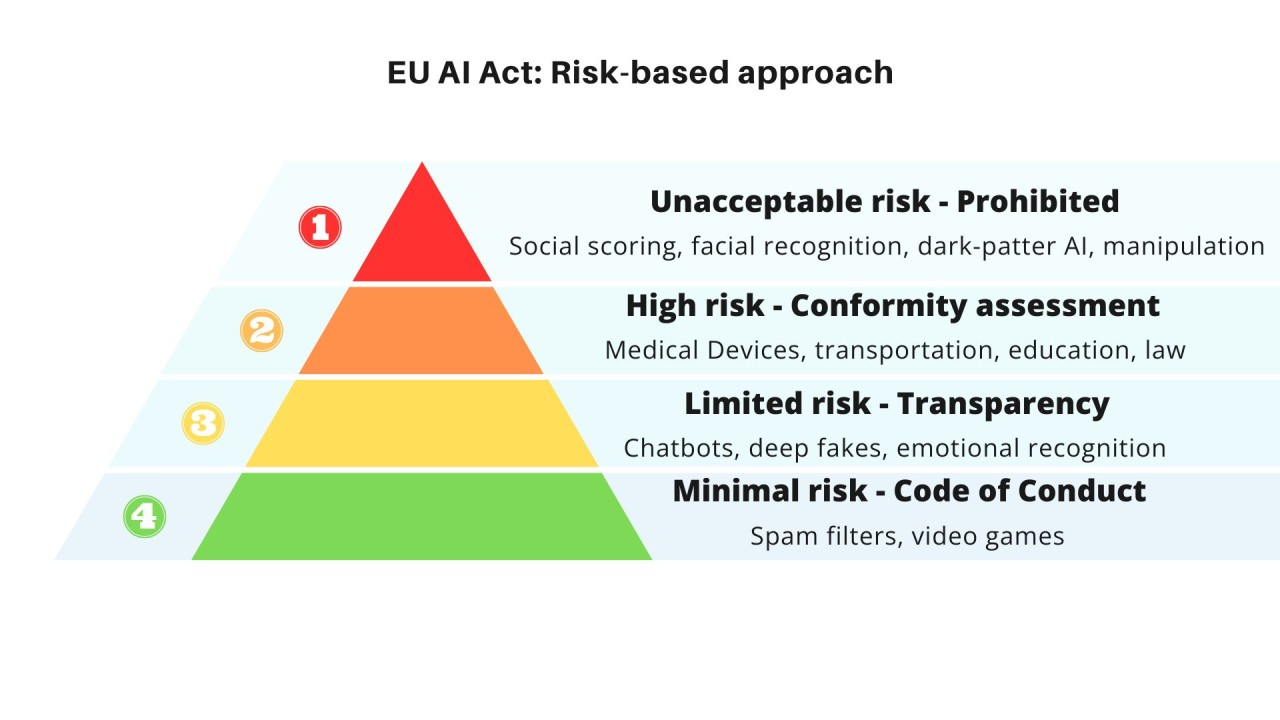 EU AI Act: Risk-based approach
1
Unacceptable risk - Prohibited
Social scoring, facial recognition, dark-patter AI, manipulation
2
High risk - Conformity assessment
Medical Devices, transportation, education, law
3
Limited risk - Transparency
Chatbots, deep fakes, emotional recognition
4
Minimal risk - Code of Conduct
Spam filters, video games